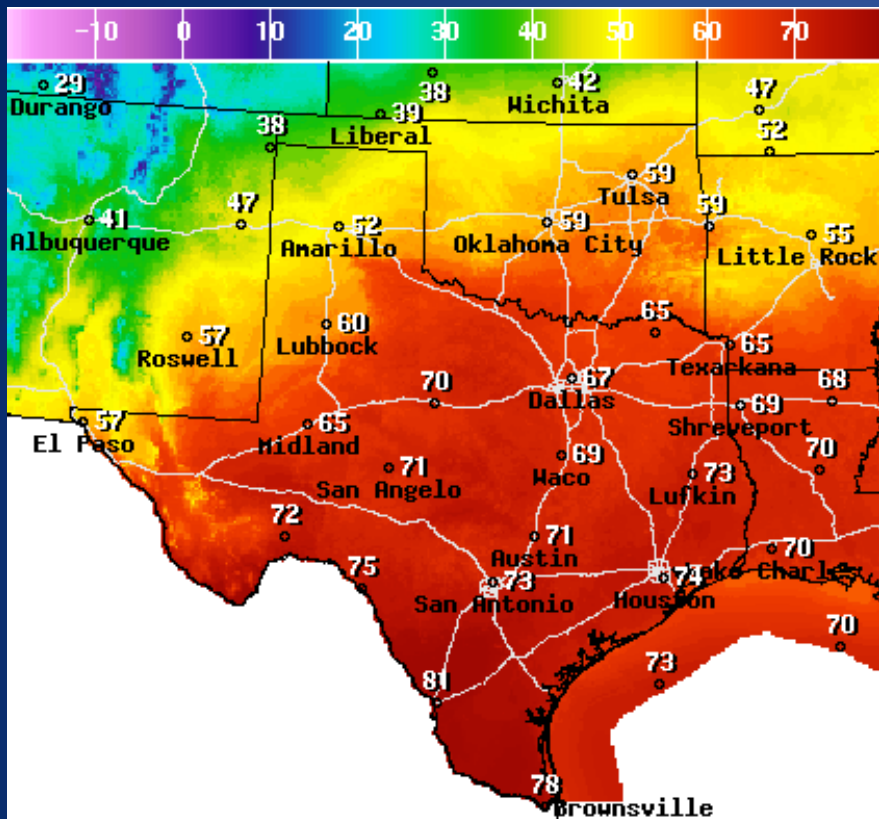 -10 0 10 20 30 40 50 60 70
29
Durango
38
42
Wichita
47
39
Liberal
38
52
59
Tulsa
41
Albuquerque
47
52
Amarillo
59
Oklahoma City
59
55
Little Rock
57
Roswell
60
Lubbock
65
65
Texarkana
67
Dallas
70
69
Shreveport
68
57
El Paso
65
Midland
71
San Angelo
69
Waco
73
Lufkin
70
72
71
Austin
70
Lake Charles
75
73
San Antonio
74
Houston
70
73
81
78
Brownsville